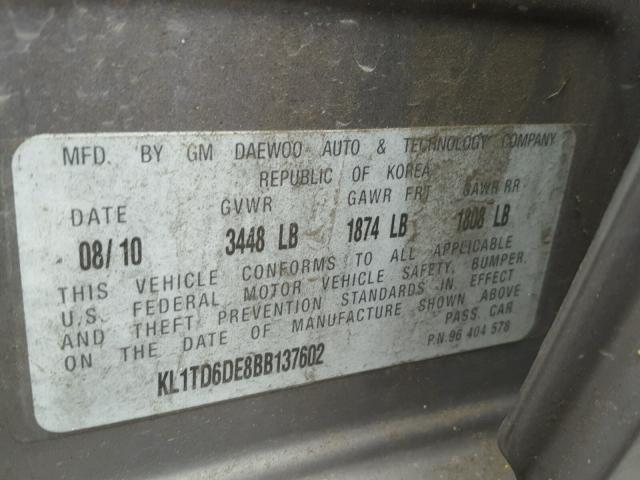 MFD. BY GM DAEWOO AUTO & TECHNOLOGY COMPANY
REPUBLIC OF KOREA
DATE GVWR GAWR FRT GAWR RR
08/10 3448 LB 1874 LB 1808 LB
THIS VEHICLE CONFORMS TO ALL APPLICABLE
U.S. FEDERAL MOTOR VEHICLE SAFETY, BUMPER,
AND THEFT PREVENTION STANDARDS IN EFFECT
ON THE DATE OF MANUFACTURE SHOWN ABOVE
PASS. CAR
KL1TD6DE8BB137602 P.N. 96 404 578